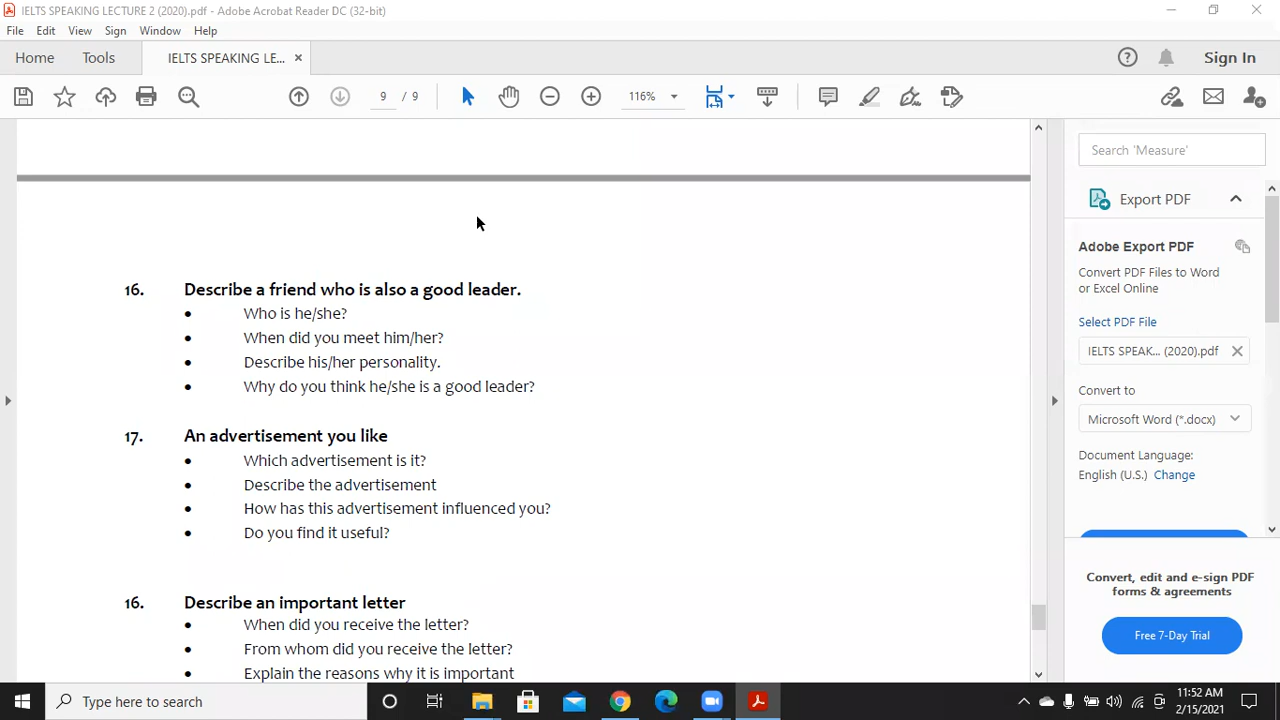 IELTS SPEAKING LECTURE 2 (2020).pdf - Adobe Acrobat Reader DC (32-bit)
File Edit View Sign Window Help
Home Tools IELTS SPEAKING LE... × Sign In
9 / 9 116%
Search 'Measure'
Export PDF
Adobe Export PDF
Convert PDF Files to Word
or Excel Online
Select PDF File
IELTS SPEAK... (2020).pdf
Convert to
Microsoft Word (*.docx)
Document Language:
English (U.S.) Change
Convert, edit and e-sign PDF
forms & agreements
Free 7-Day Trial
16. Describe a friend who is also a good leader.
• Who is he/she?
• When did you meet him/her?
• Describe his/her personality.
• Why do you think he/she is a good leader?
17. An advertisement you like
• Which advertisement is it?
• Describe the advertisement
• How has this advertisement influenced you?
• Do you find it useful?
16. Describe an important letter
• When did you receive the letter?
• From whom did you receive the letter?
• Explain the reasons why it is important
Type here to search
11:52 AM
2/15/2021